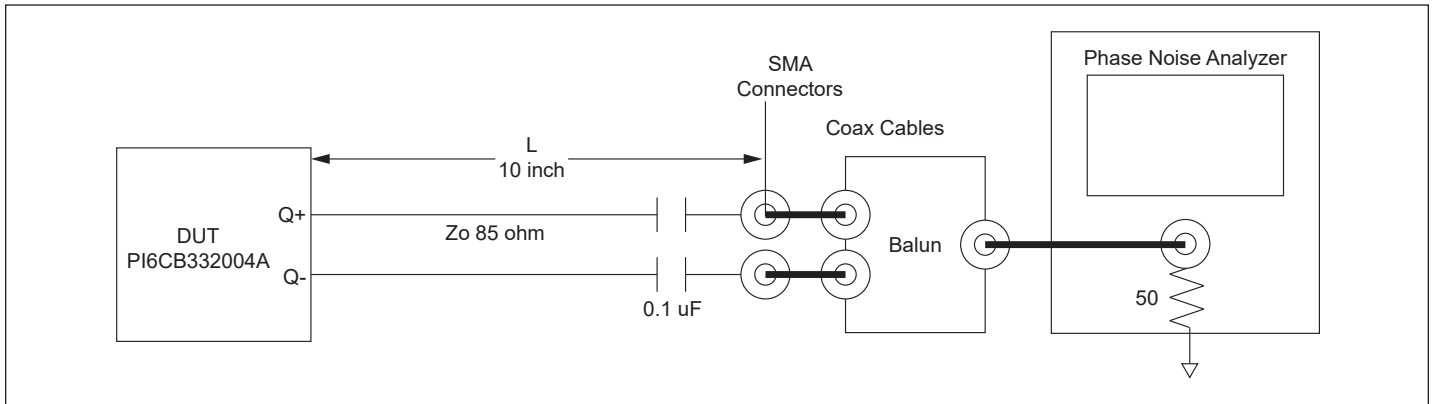 Phase Noise Analyzer
SMA
Connectors
Coax Cables
L
10 inch
Q+
DUT
PI6CB332004A
Zo 85 ohm
Balun
Q-
0.1 uF
50